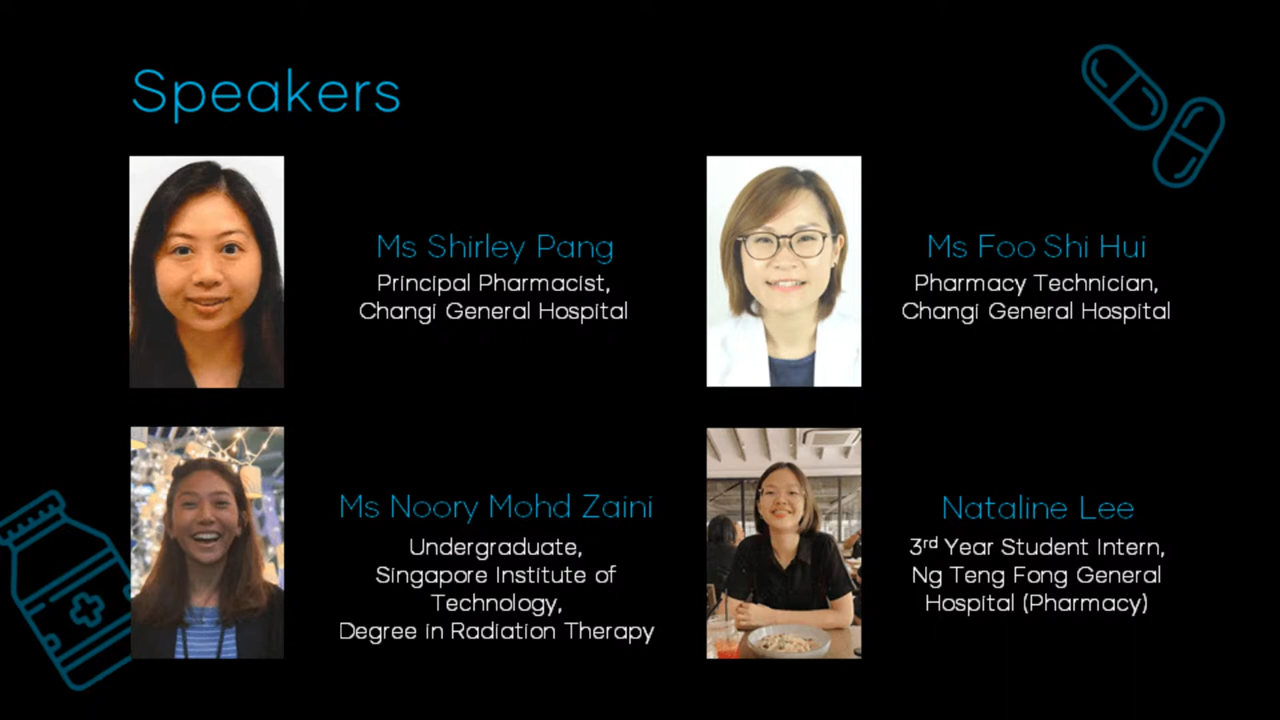 Speakers
Ms Shirley Pang
Principal Pharmacist,
Changi General Hospital
Ms Foo Shi Hui
Pharmacy Technician,
Changi General Hospital
Ms Noory Mohd Zaini
Undergraduate,
Singapore Institute of
Technology,
Degree in Radiation Therapy
Nataline Lee
3rd Year Student Intern,
Ng Teng Fong General
Hospital (Pharmacy)